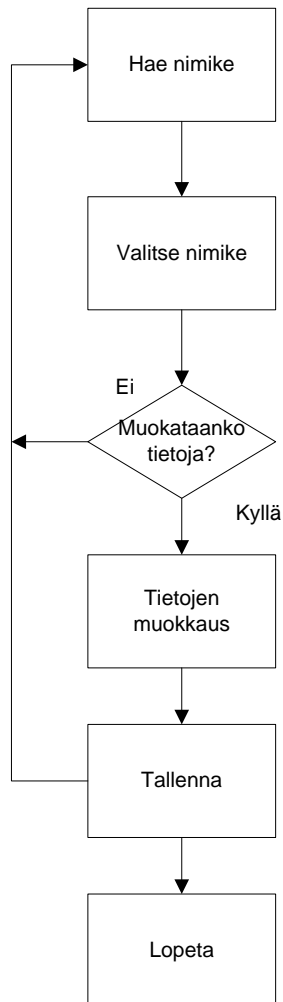 Hae nimike
Valitse nimike
Ei
Muokataanko
tietoja?
Kyllä
Tietojen
muokkaus
Tallenna
Lopeta